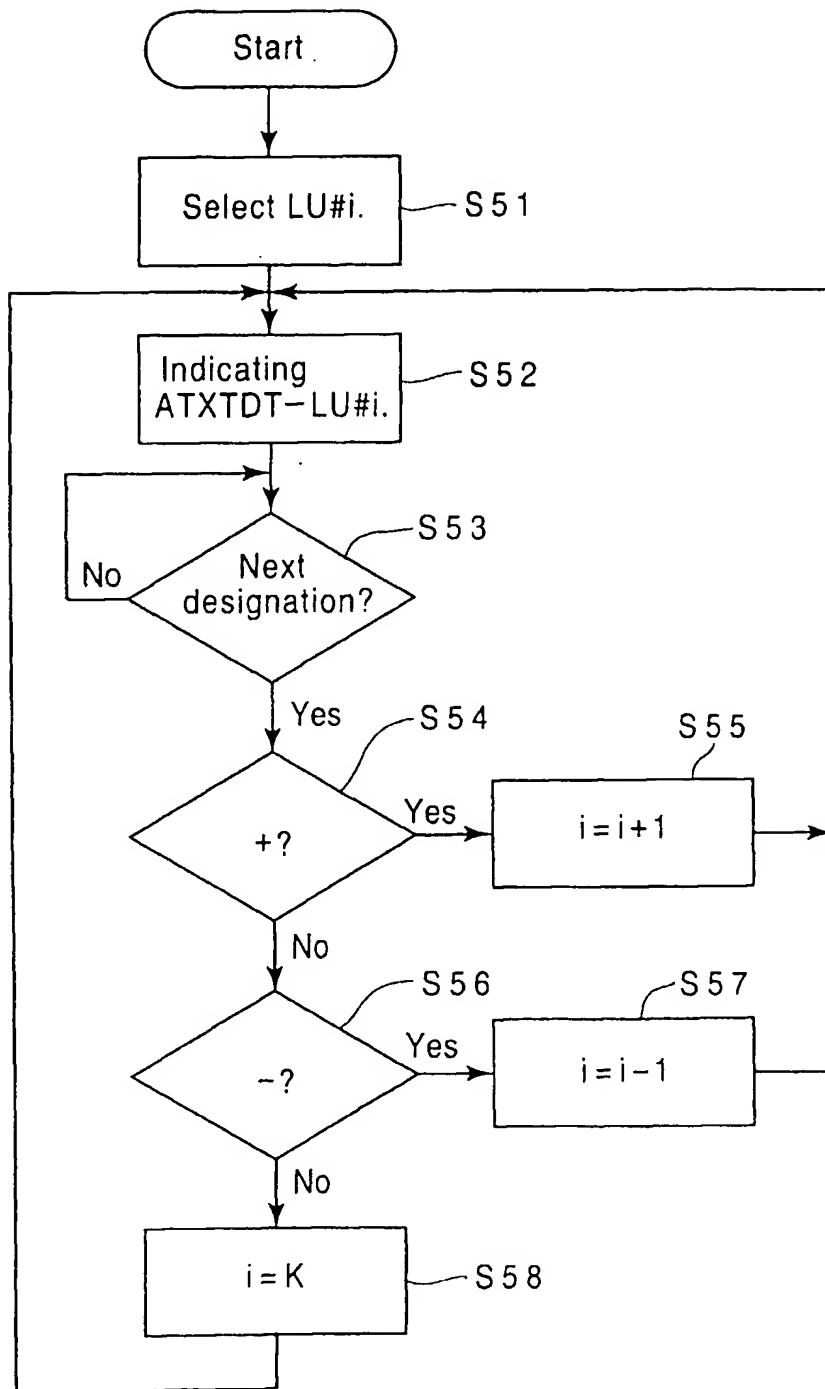 Start
Select LU#i.
S51
Indicating
ATXTDT-LU#i.
S52
Next
designation?
S53
No
Yes
+?
S54
Yes
i=i+1
S55
No
-?
S56
Yes
i=i-1
S57
No
i=K
S58